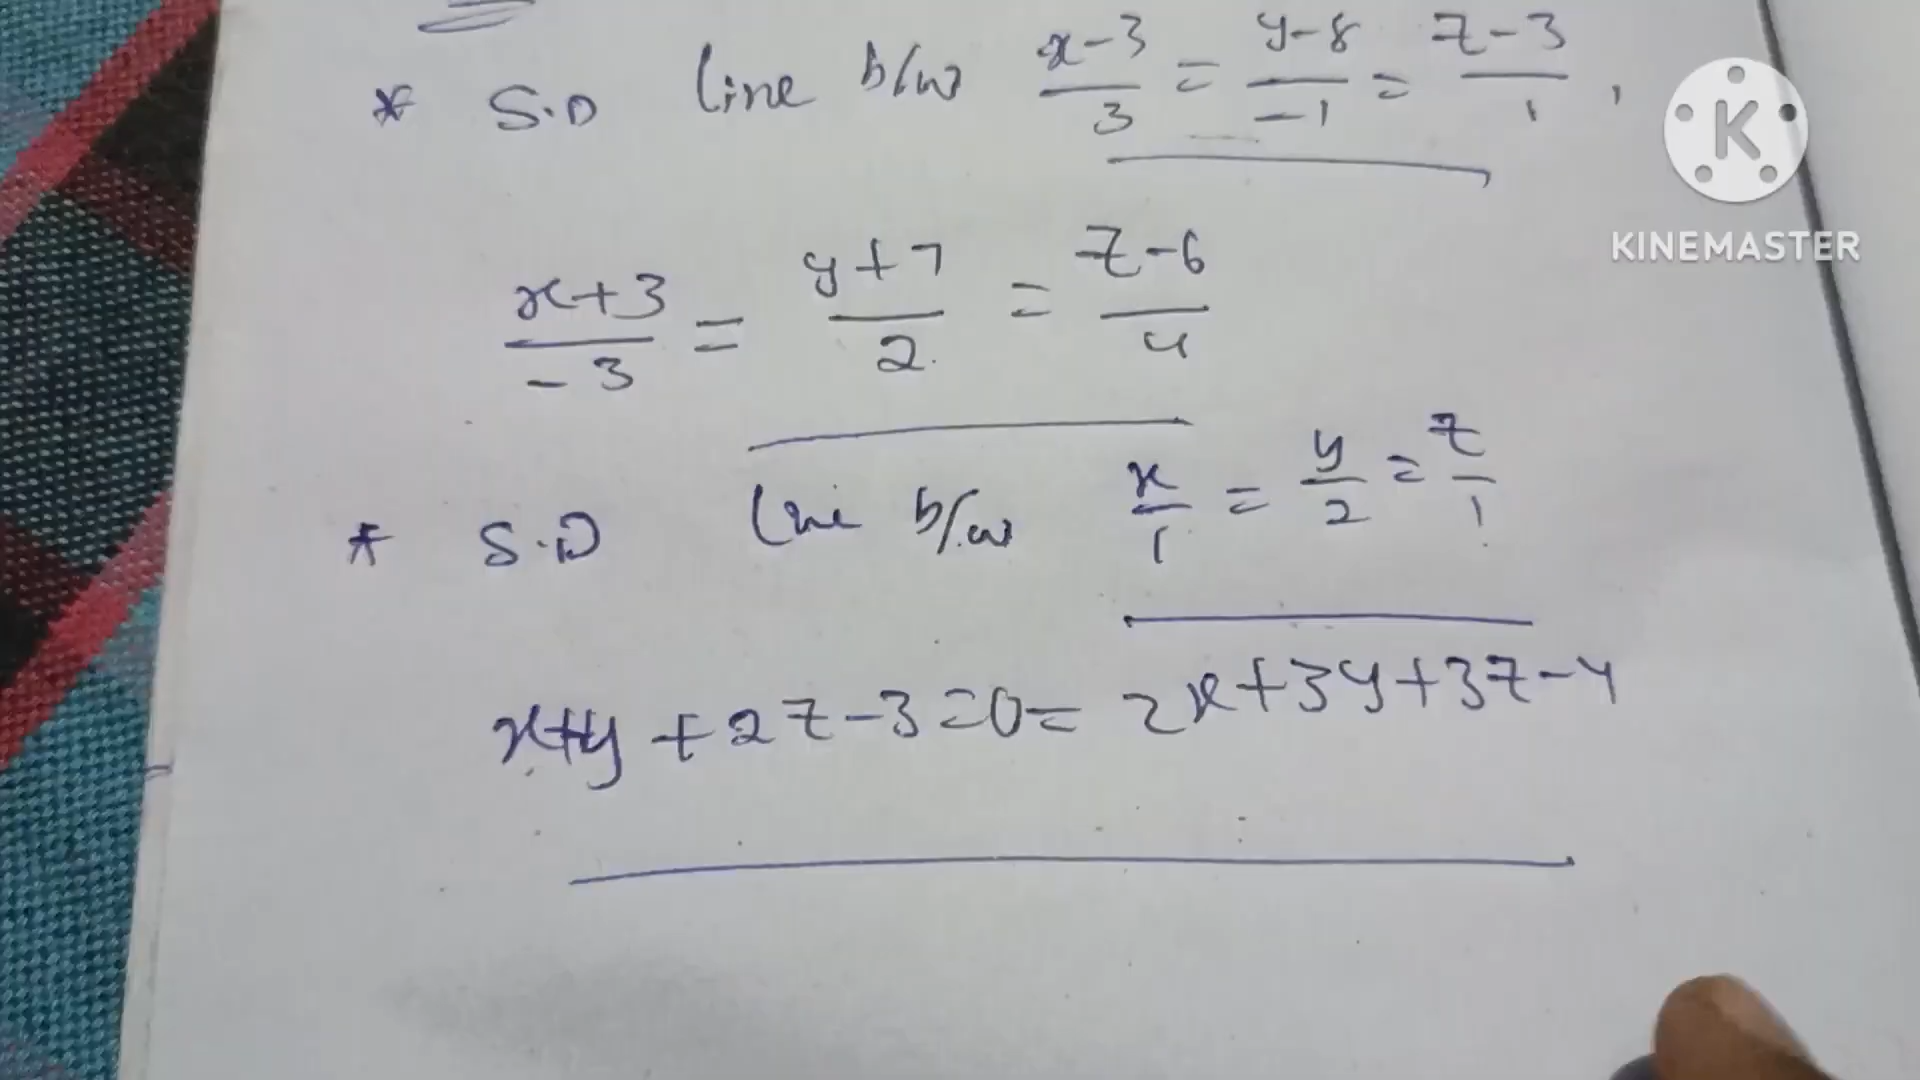 * S.D line b/w x-3/3 = y-8/-1 = z-3/1 ,
K
KINEMASTER
x+3/-3 = y+7/2 = z-6/4
* S.D line b/w x/1 = y/2 = z/1
x+y+2z-3=0=2x+3y+3z-4